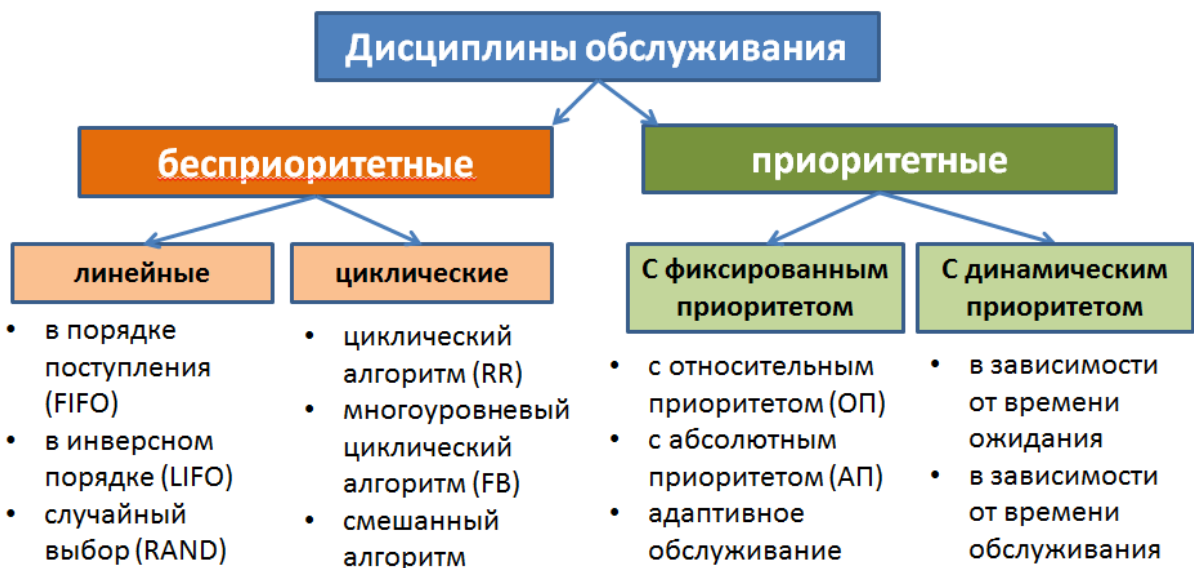 Дисциплины обслуживания
бесприоритетные
приоритетные
линейные
циклические
С фиксированным
приоритетом
С динамическим
приоритетом
• в порядке
поступления
(FIFO)
• в инверсном
порядке (LIFO)
• случайный
выбор (RAND)
• циклический
алгоритм (RR)
• многоуровневый
циклический
алгоритм (FB)
• смешанный
алгоритм
• с относительным
приоритетом (ОП)
• с абсолютным
приоритетом (АП)
• адаптивное
обслуживание
• в зависимости
от времени
ожидания
• в зависимости
от времени
обслуживания